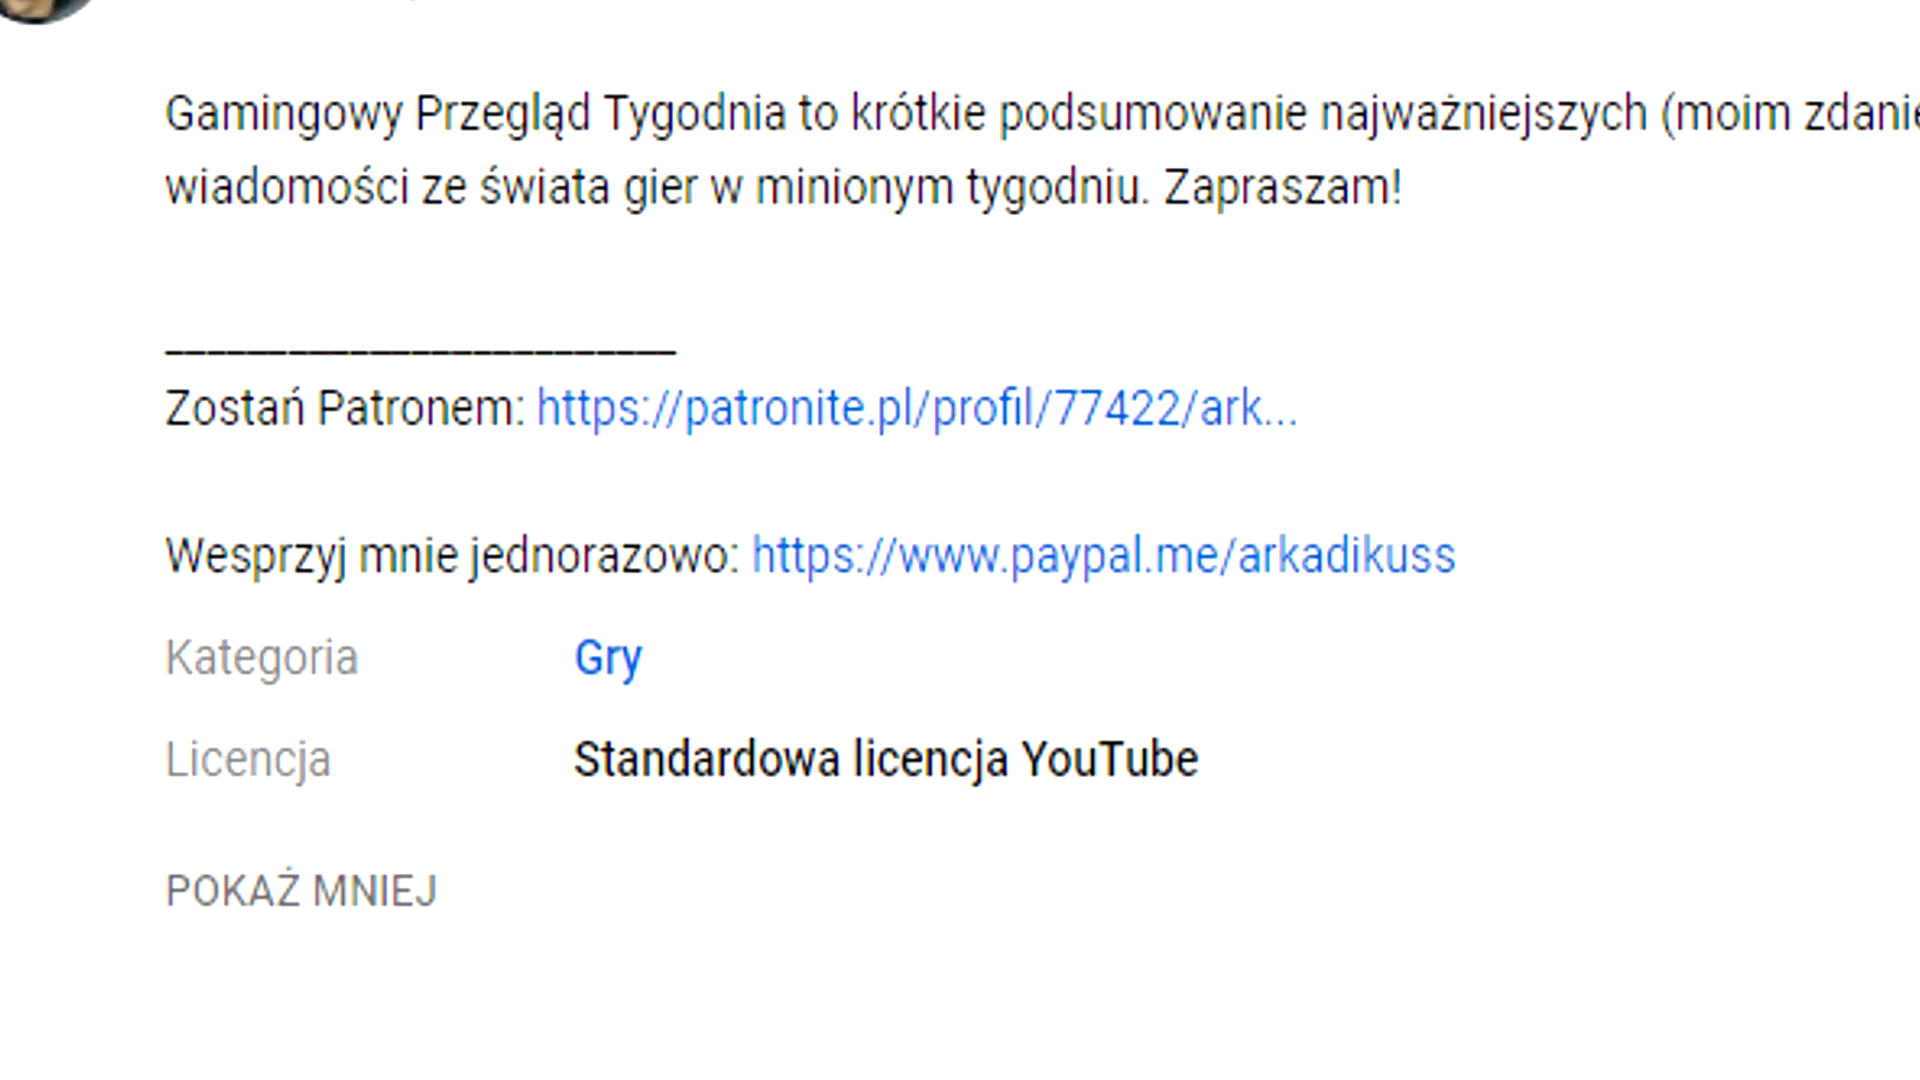 Gamingowy Przegląd Tygodnia to krótkie podsumowanie najważniejszych (moim zdanie
wiadomości ze świata gier w minionym tygodniu. Zapraszam!
_________________________
Zostań Patronem: https://patronite.pl/profil/77422/ark...
Wesprzyj mnie jednorazowo: https://www.paypal.me/arkadikuss
Kategoria Gry
Licencja Standardowa licencja YouTube
POKAŻ MNIEJ